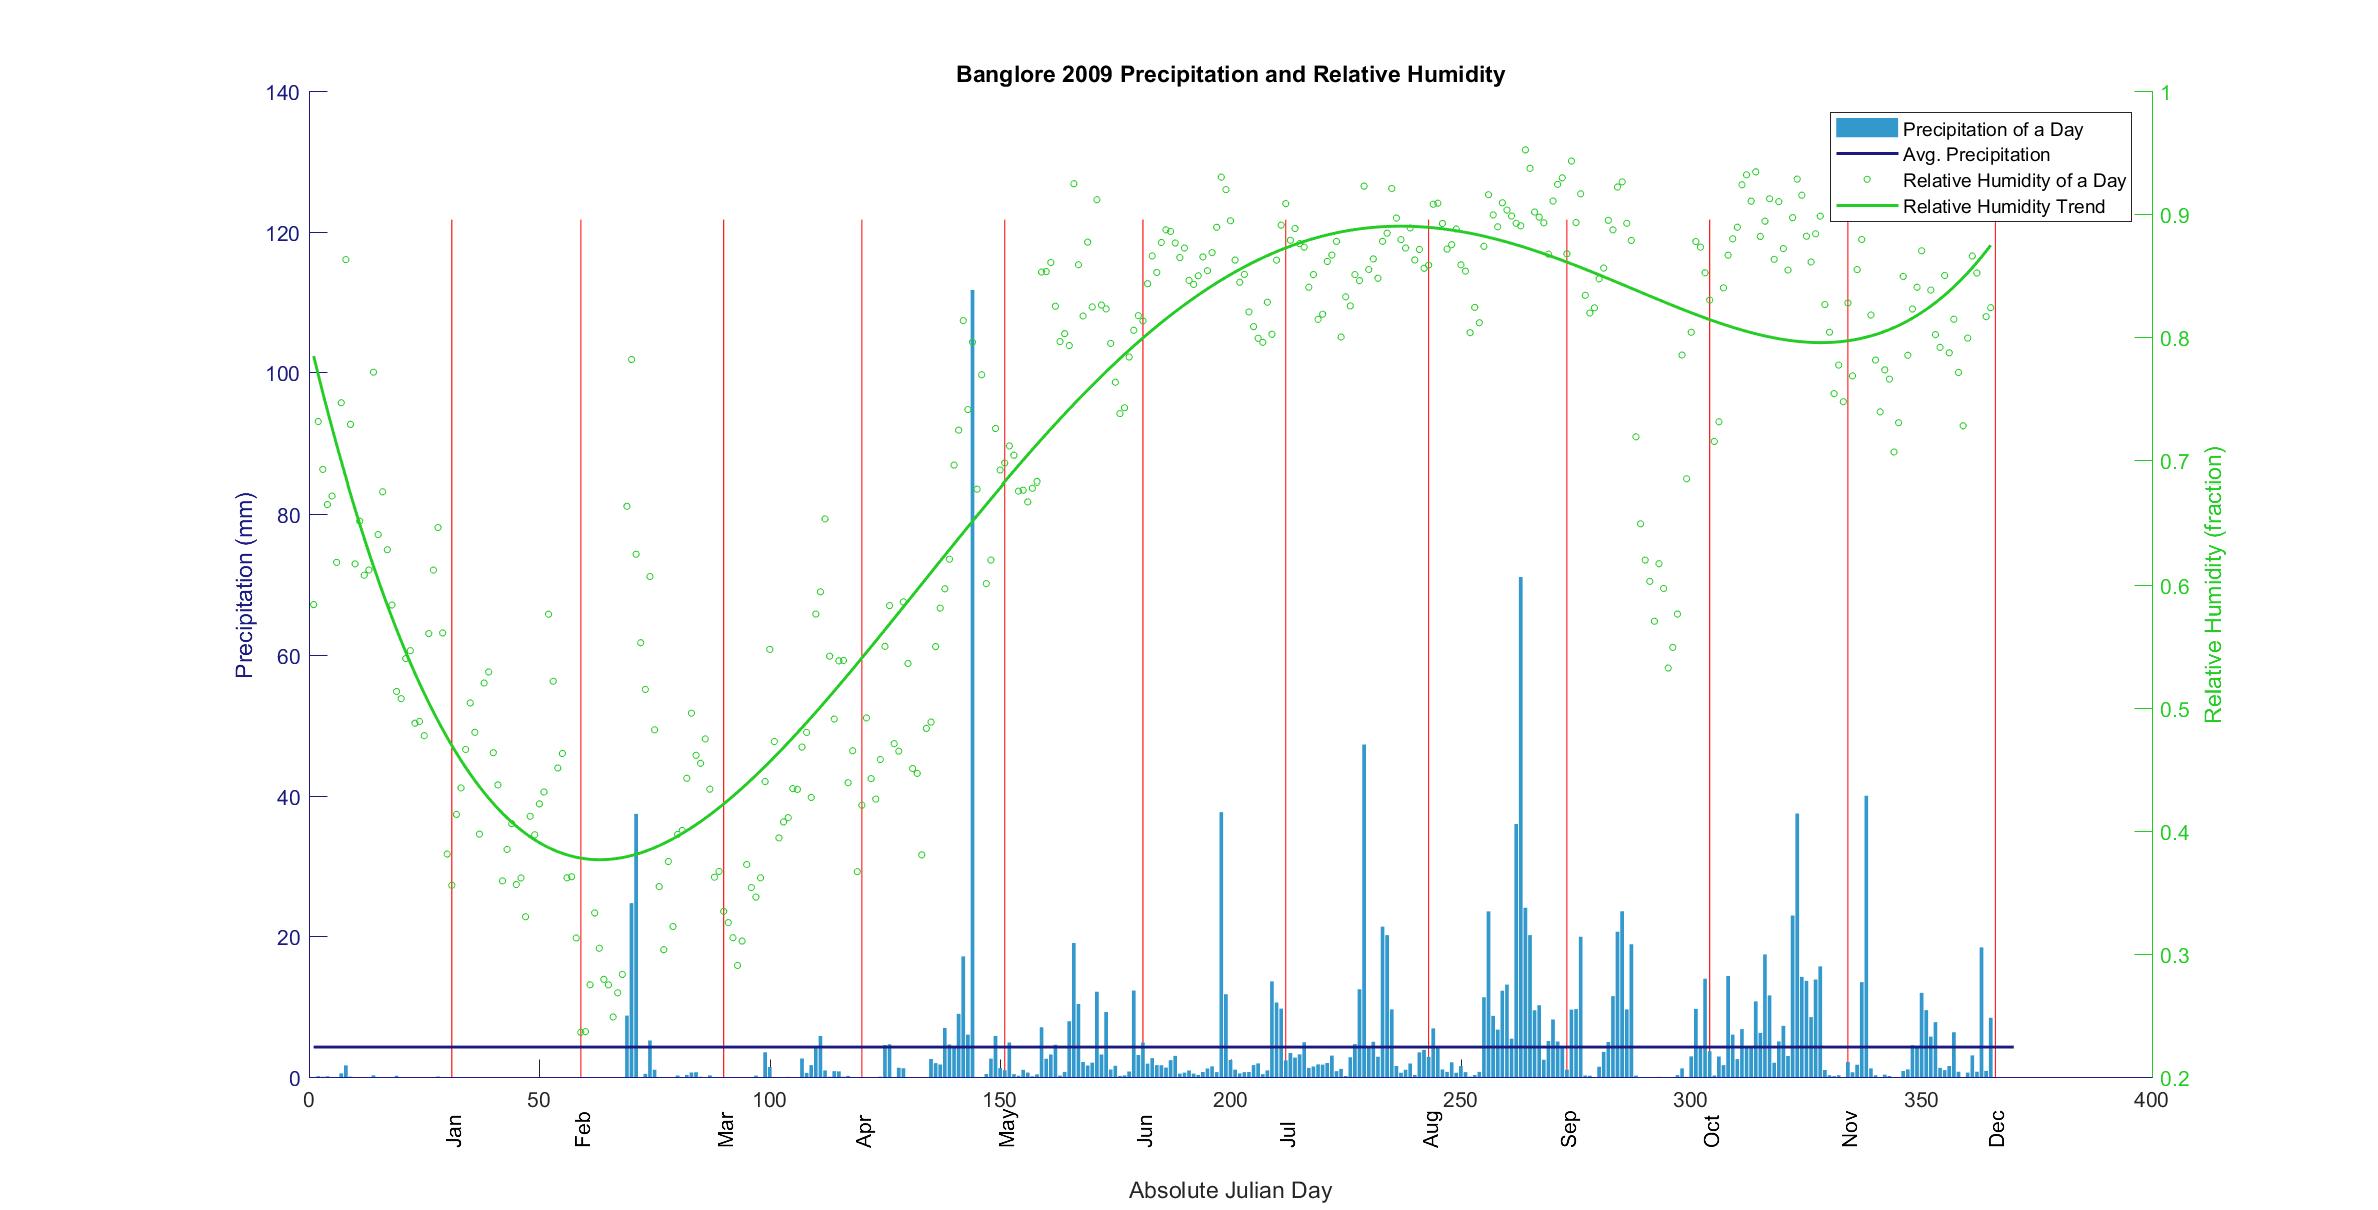 Banglore 2009 Precipitation and Relative Humidity
140
120
100
80
60
40
20
0
Precipitation (mm)
1
0.9
0.8
0.7
0.6
0.5
0.4
0.3
0.2
Relative Humidity (fraction)
Precipitation of a Day
Avg. Precipitation
Relative Humidity of a Day
Relative Humidity Trend
0 50 100 150 200 250 300 350 400
Jan Feb Mar Apr May Jun Jul Aug Sep Oct Nov Dec
Absolute Julian Day